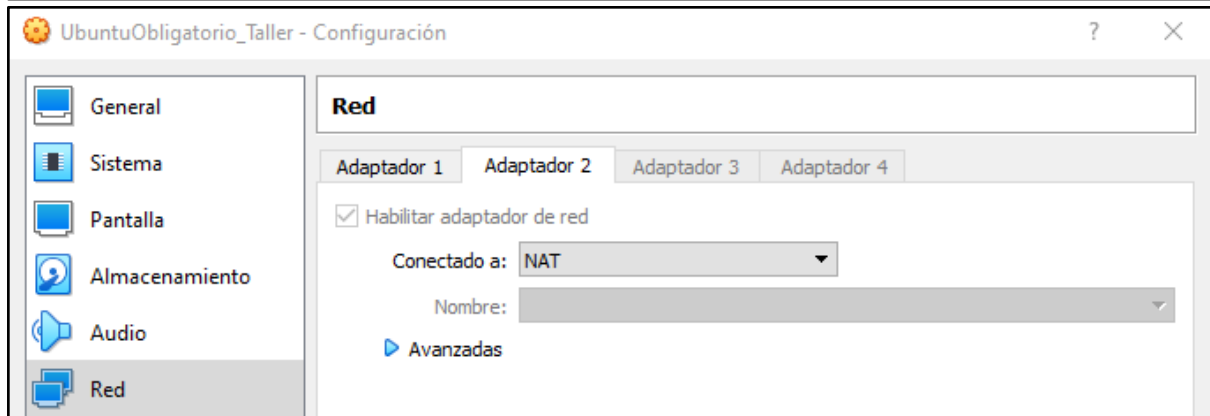 UbuntuObligatorio_Taller - Configuración ?
General
Sistema
Pantalla
Almacenamiento
Audio
Red
Red
Adaptador 1 Adaptador 2 Adaptador 3 Adaptador 4
Habilitar adaptador de red
Conectado a: NAT
Nombre:
Avanzadas